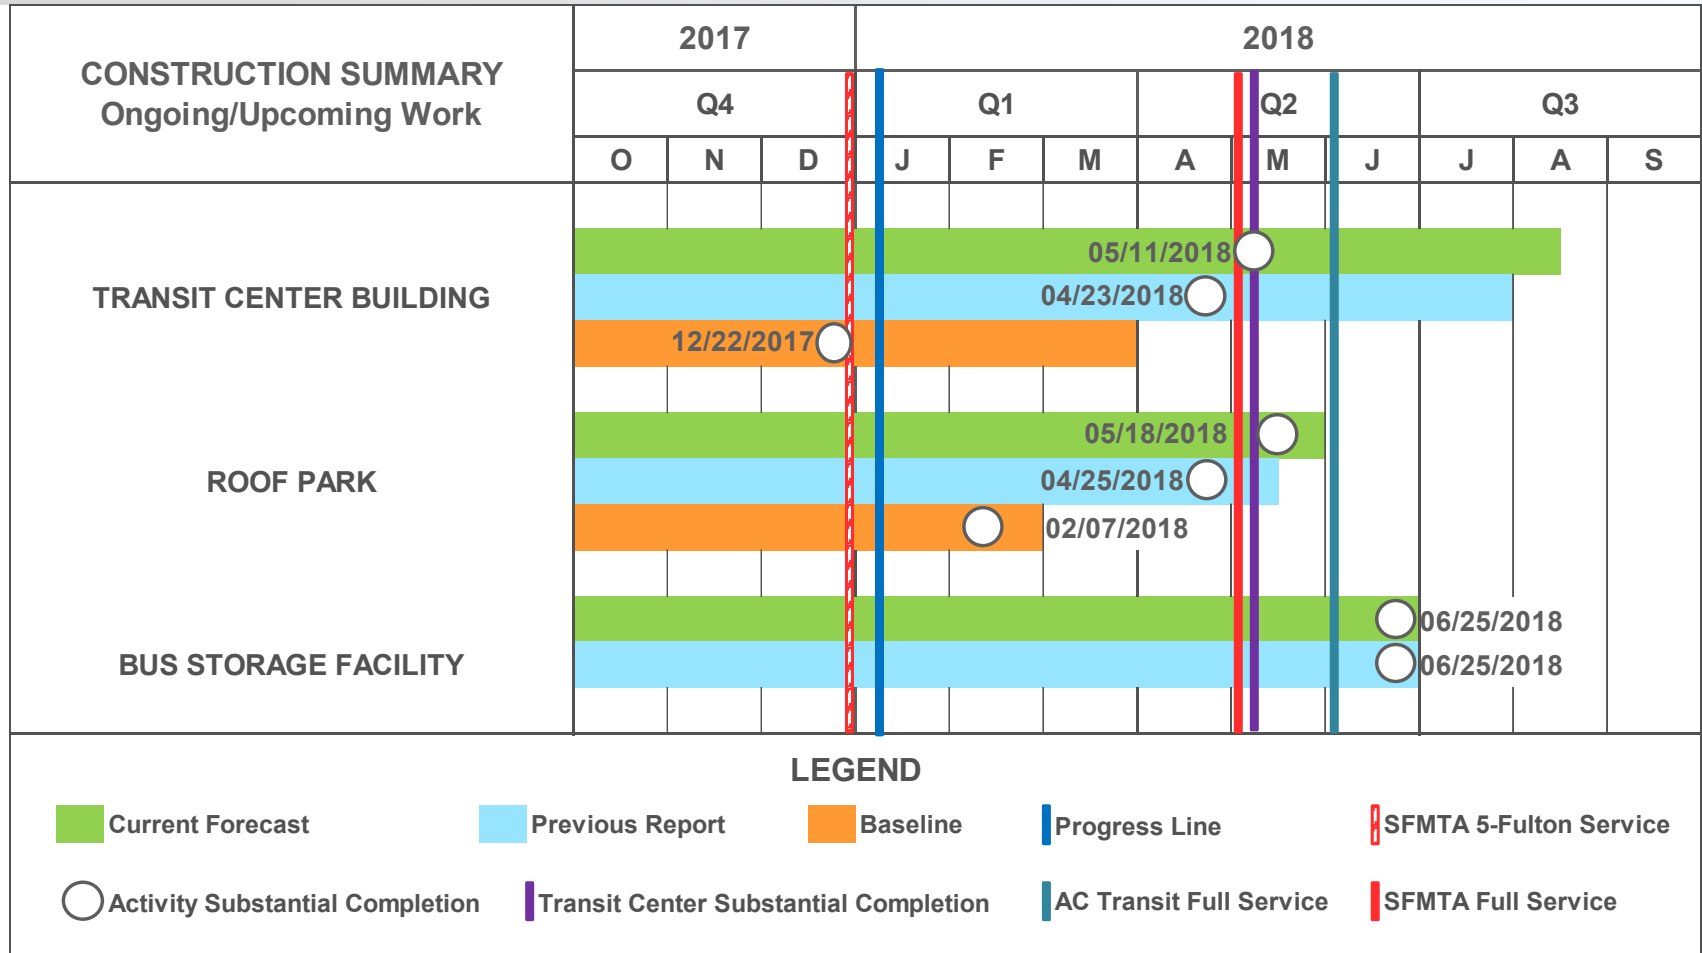 CONSTRUCTION SUMMARY
Ongoing/Upcoming Work
2017
2018
Q4
Q1
Q2
Q3
O N D J F M A M J J A S
TRANSIT CENTER BUILDING
05/11/2018
04/23/2018
12/22/2017
ROOF PARK
05/18/2018
04/25/2018
02/07/2018
BUS STORAGE FACILITY
06/25/2018
06/25/2018
LEGEND
Current Forecast
Previous Report
Baseline
Progress Line
SFMTA 5-Fulton Service
Activity Substantial Completion
Transit Center Substantial Completion
AC Transit Full Service
SFMTA Full Service